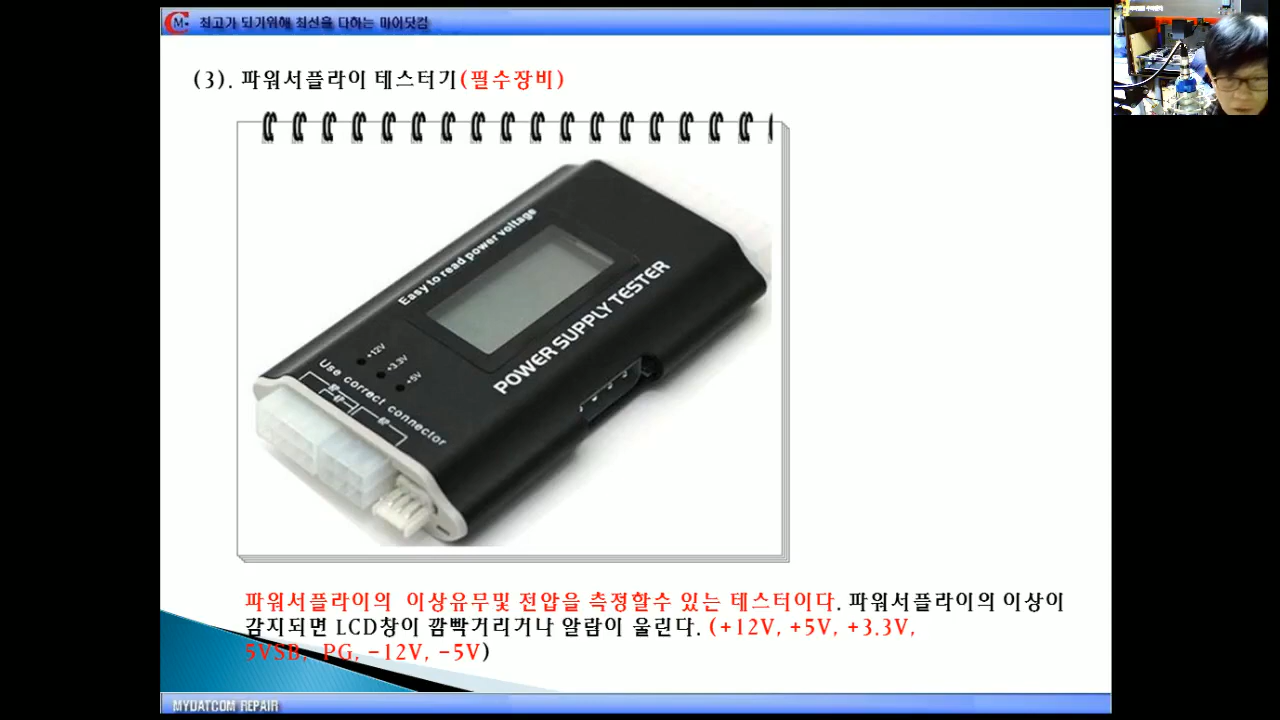 최고가 되기위해 최선을 다하는 마이닷컴
(3). 파워서플라이 테스터기(필수장비)
Easy to read power voltage
POWER SUPPLY TESTER
+12V
+3.3V
+5V
Use correct connector
파워서플라이의 이상유무및 전압을 측정할수 있는 테스터이다. 파워서플라이의 이상이
감지되면 LCD창이 깜빡거리거나 알람이 울린다. (+12V, +5V, +3.3V,
5VSB, PG, -12V, -5V)
MYDATCOM REPAIR